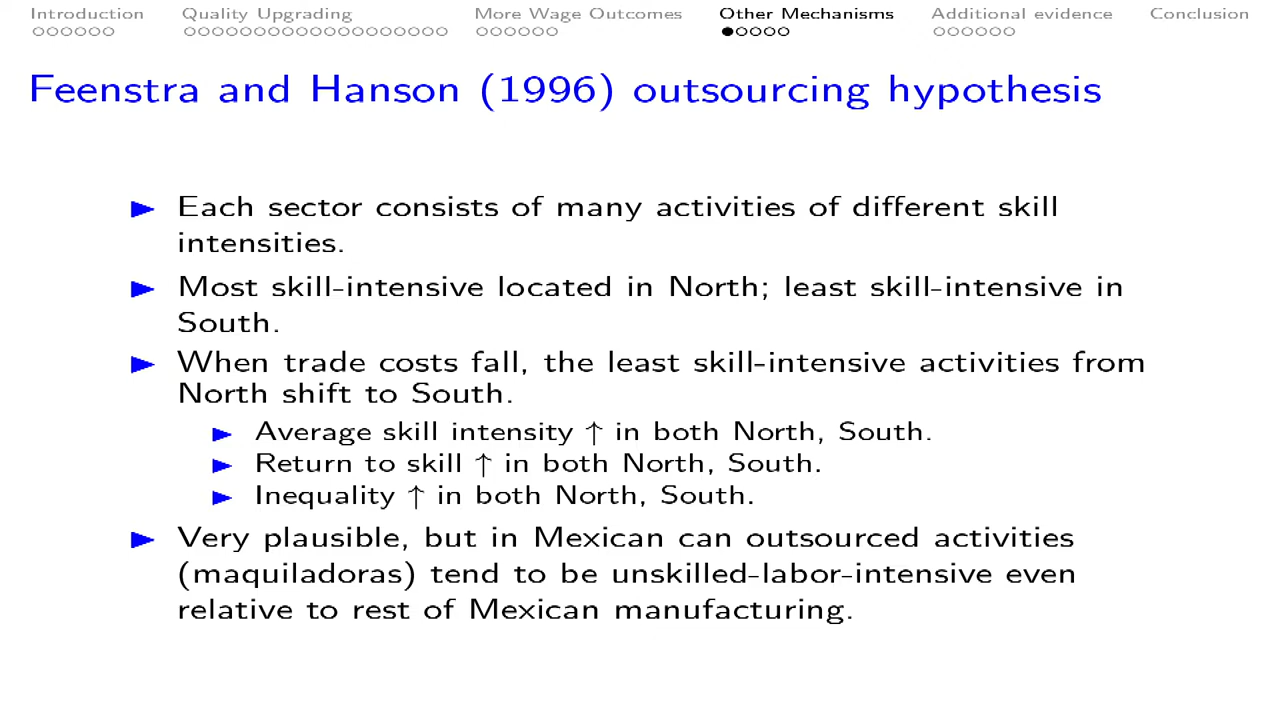 Introduction Quality Upgrading More Wage Outcomes Other Mechanisms Additional evidence Conclusion
Feenstra and Hanson (1996) outsourcing hypothesis
Each sector consists of many activities of different skill
intensities.
Most skill-intensive located in North; least skill-intensive in
South.
When trade costs fall, the least skill-intensive activities from
North shift to South.
Average skill intensity ↑ in both North, South.
Return to skill ↑ in both North, South.
Inequality ↑ in both North, South.
Very plausible, but in Mexican can outsourced activities
(maquiladoras) tend to be unskilled-labor-intensive even
relative to rest of Mexican manufacturing.